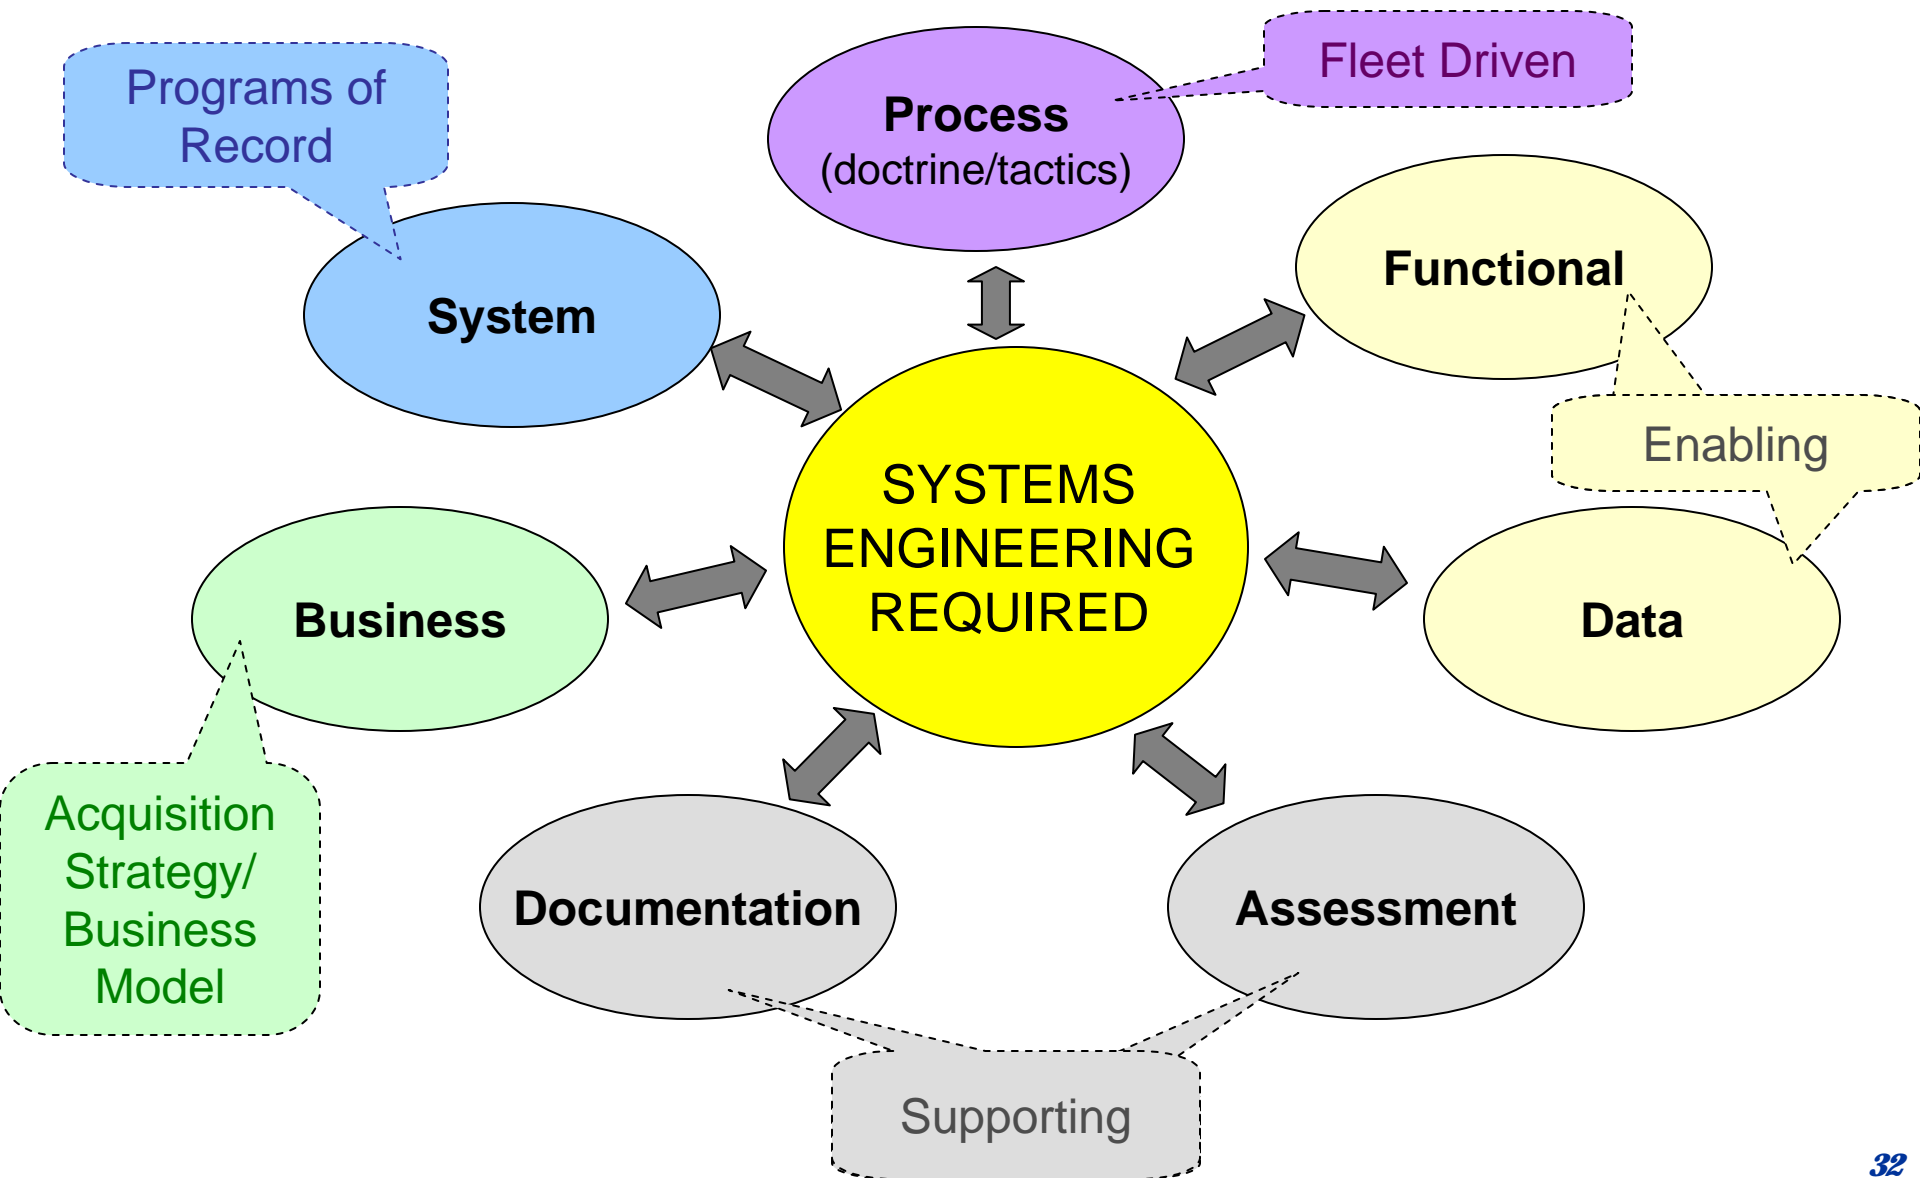 Programs of
Record
Fleet Driven
Process
(doctrine/tactics)
Functional
System
Enabling
SYSTEMS
ENGINEERING
REQUIRED
Business
Data
Acquisition
Strategy/
Business
Model
Documentation
Assessment
Supporting
32